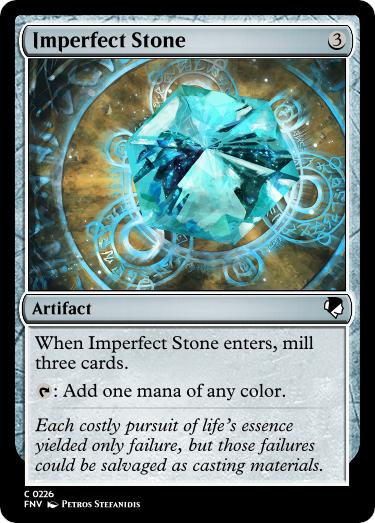 Imperfect Stone 3
Artifact
When Imperfect Stone enters, mill
three cards.
: Add one mana of any color.
Each costly pursuit of life's essence
yielded only failure, but those failures
could be salvaged as casting materials.
C 0226
FNV Petros Stefanidis